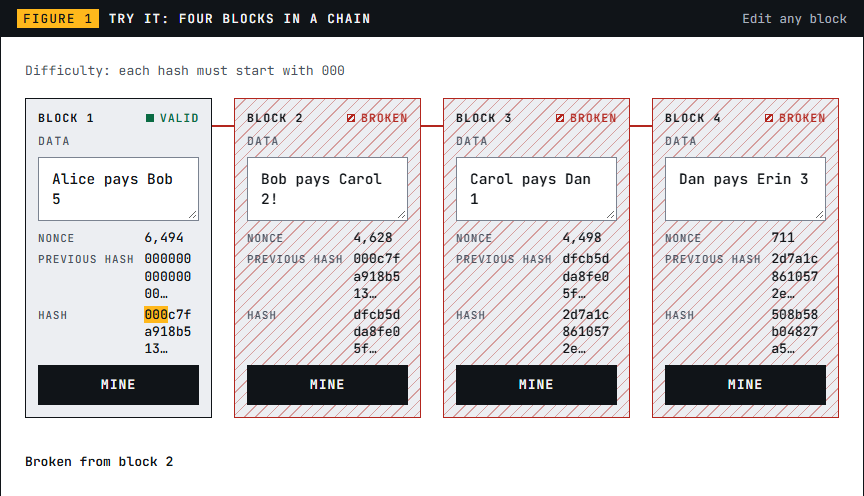 FIGURE 1 TRY IT: FOUR BLOCKS IN A CHAIN
Edit any block
Difficulty: each hash must start with 000
BLOCK 1 VALID
DATA
Alice pays Bob
5
NONCE 6,494
PREVIOUS HASH 000000
000000
00…
HASH 000c7f
a918b5
13…
MINE
BLOCK 2 BROKEN
DATA
Bob pays Carol
2!
NONCE 4,628
PREVIOUS HASH 000c7f
a918b5
13…
HASH dfcb5d
da8fe0
5f…
MINE
BLOCK 3 BROKEN
DATA
Carol pays Dan
1
NONCE 4,498
PREVIOUS HASH dfcb5d
da8fe0
5f…
HASH 2d7a1c
861057
2e…
MINE
BLOCK 4 BROKEN
DATA
Dan pays Erin 3
NONCE 711
PREVIOUS HASH 2d7a1c
861057
2e…
HASH 508b58
b04827
a5…
MINE
Broken from block 2